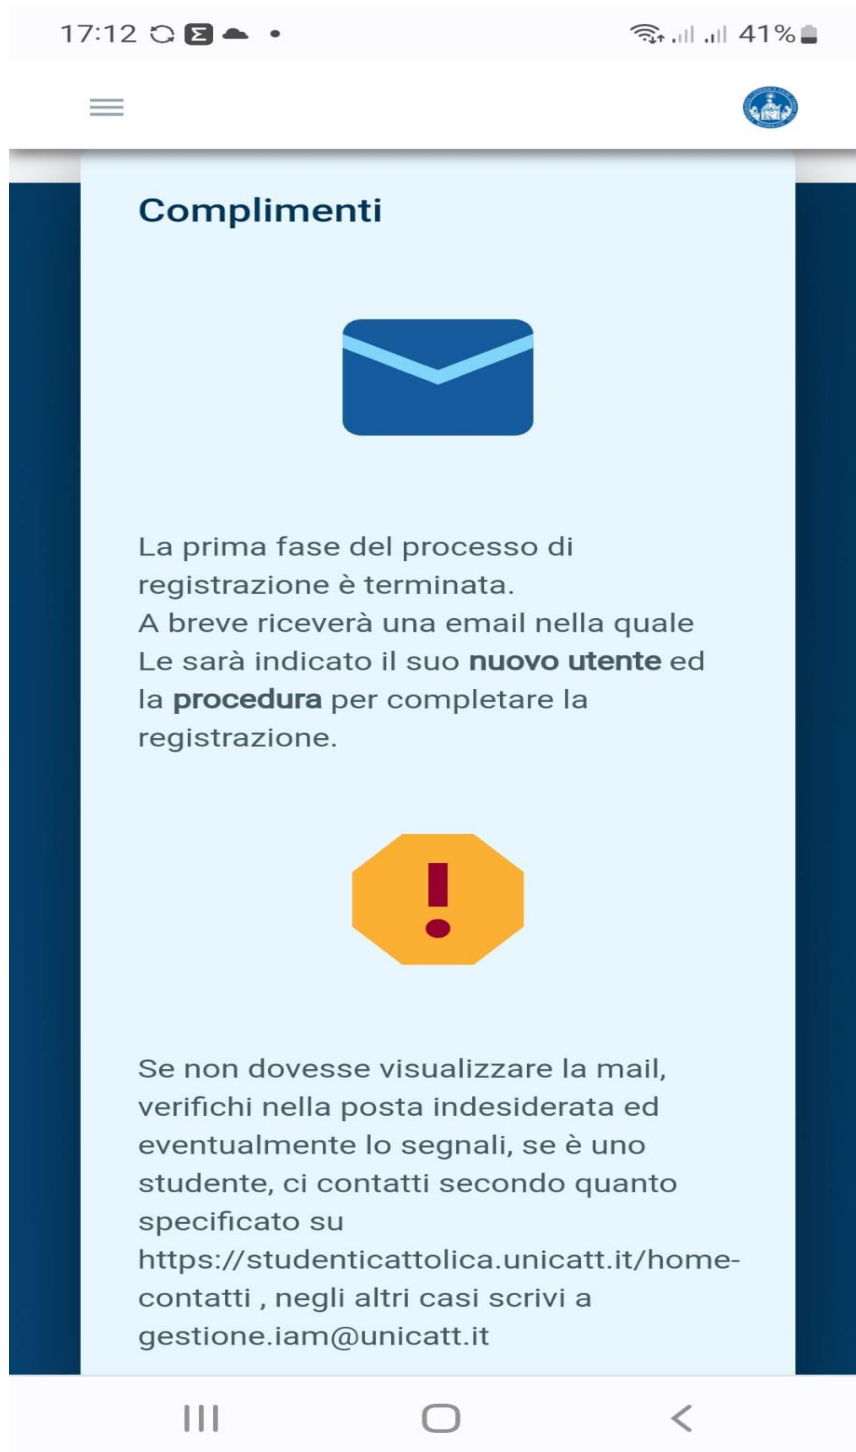 17:12
41%
Complimenti
La prima fase del processo di
registrazione è terminata.
A breve riceverà una email nella quale
Le sarà indicato il suo nuovo utente ed
la procedura per completare la
registrazione.
!
Se non dovesse visualizzare la mail,
verifichi nella posta indesiderata ed
eventualmente lo segnali, se è uno
studente, ci contatti secondo quanto
specificato su
https://studenticattolica.unicatt.it/home-
contatti , negli altri casi scrivi a
gestione.iam@unicatt.it